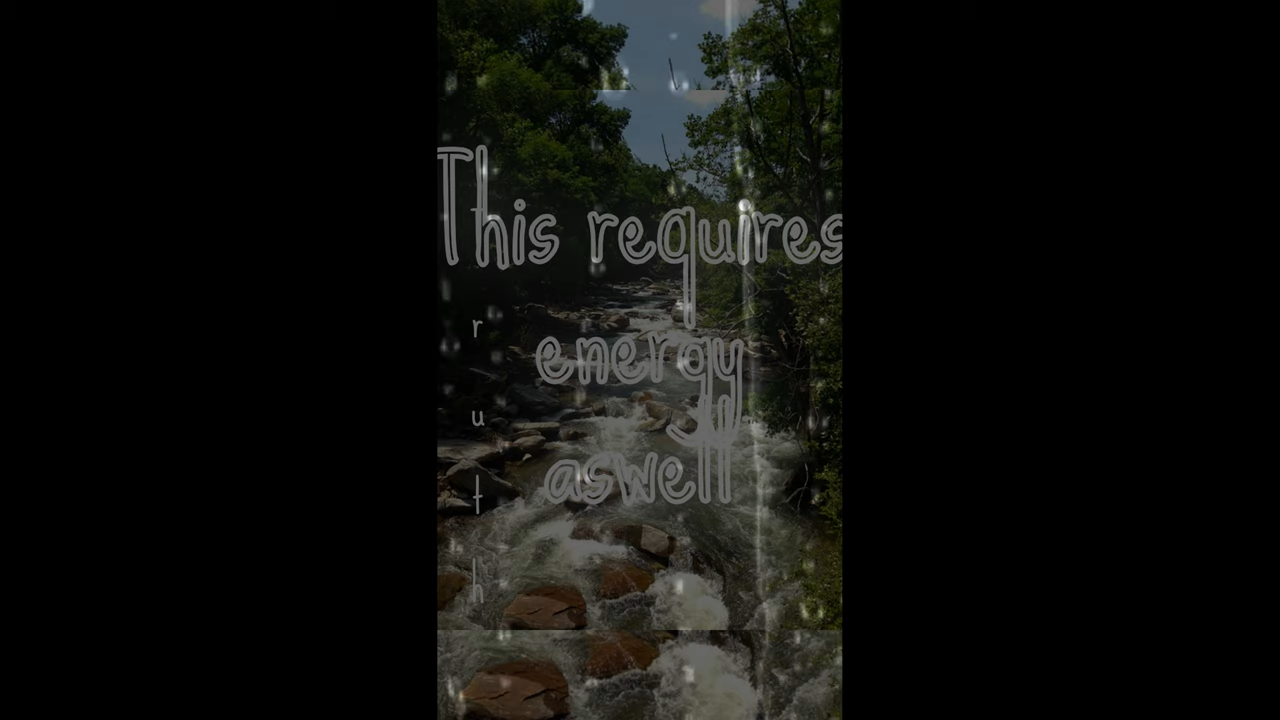 This requires
energy
aswell
t
r
u
t
h